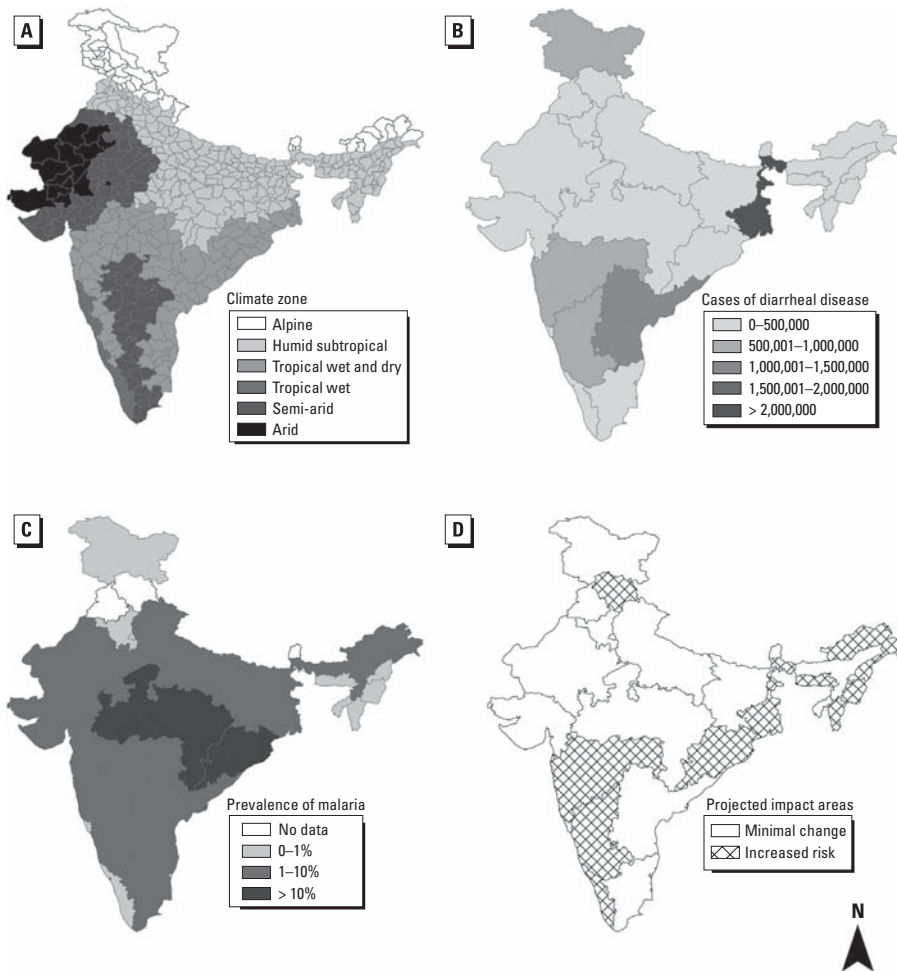 A
Climate zone
Alpine
Humid subtropical
Tropical wet and dry
Tropical wet
Semi-arid
Arid
B
Cases of diarrheal disease
0–500,000
500,001–1,000,000
1,000,001–1,500,000
1,500,001–2,000,000
> 2,000,000
C
Prevalence of malaria
No data
0–1%
1–10%
> 10%
D
Projected impact areas
Minimal change
Increased risk
N